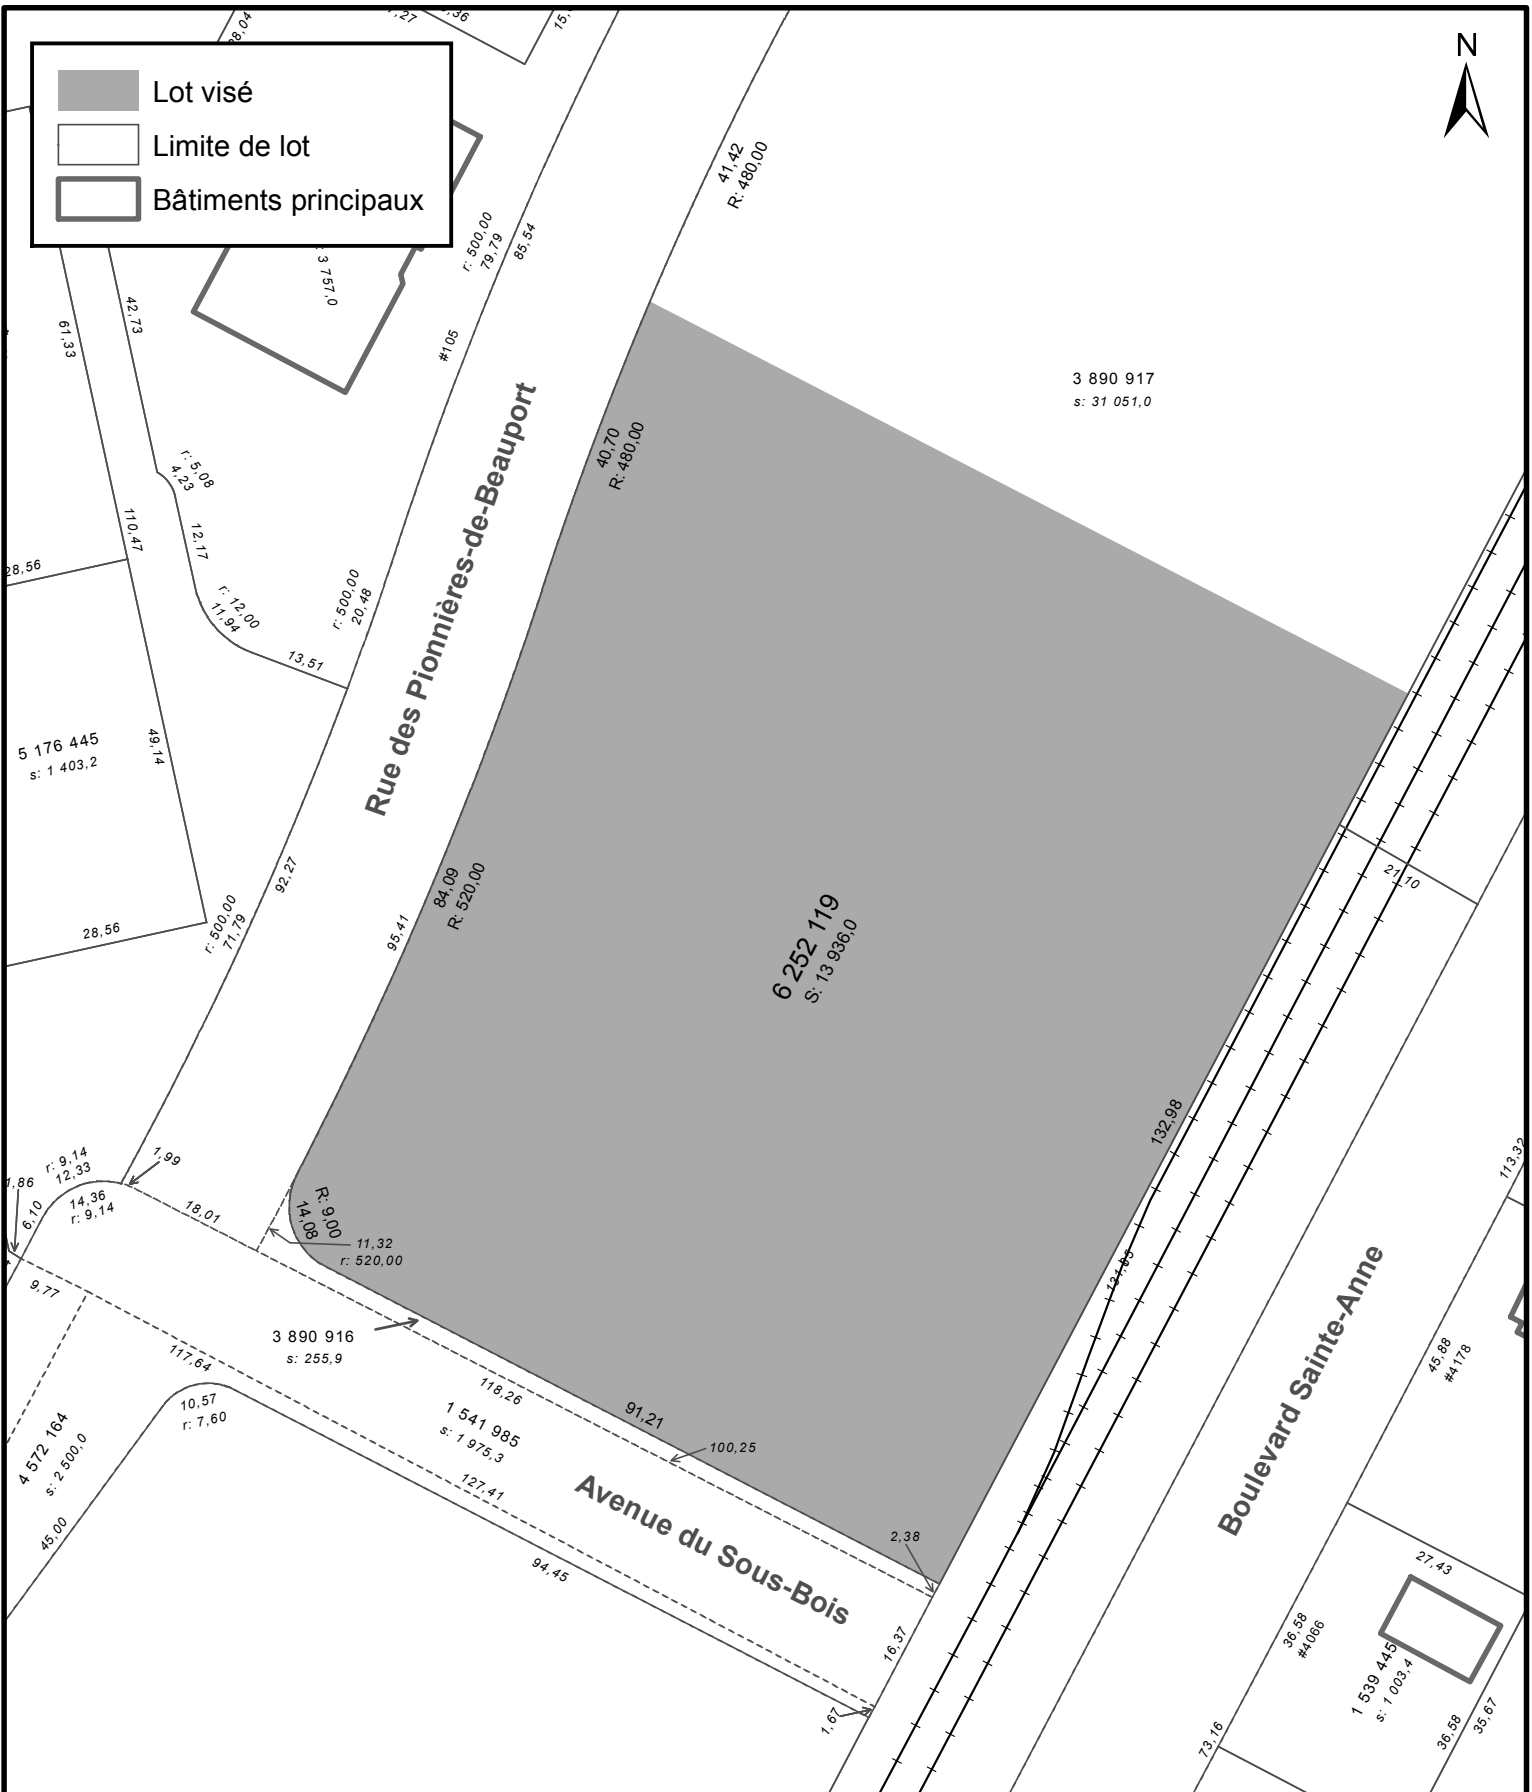 N
Lot visé
Limite de lot
Bâtiments principaux
3 757,0
41,42
R: 480,00
r: 500,00
79,79
85,54
#105
42,73
61,33
3 890 917
s: 31 051,0
40,70
R: 480,00
Rue des Pionnières-de-Beauport
r: 5,08
4,23
110,47
12,17
28,56
r: 12,00
11,94
13,51
r: 500,00
20,48
5 176 445
s: 1 403,2
49,14
92,27
84,09
R: 520,00
95,41
r: 500,00
71,79
28,56
21,10
6 252 119
S: 13 936,0
132,98
113,32
1,99
r: 9,14
12,33
14,36
r: 9,14
1,86
6,10
18,01
R: 9,00
14,08
11,32
r: 520,00
9,77
3 890 916
s: 255,9
117,64
118,26
91,21
10,57
r: 7,60
1 541 985
s: 1 975,3
100,25
127,41
Avenue du Sous-Bois
4 572 164
s: 2 500,0
45,00
94,45
2,38
16,37
1,67
Boulevard Sainte-Anne
45,88
#4178
27,43
36,58
#4066
1 539 445
s: 1 003,4
73,16
36,58
35,67